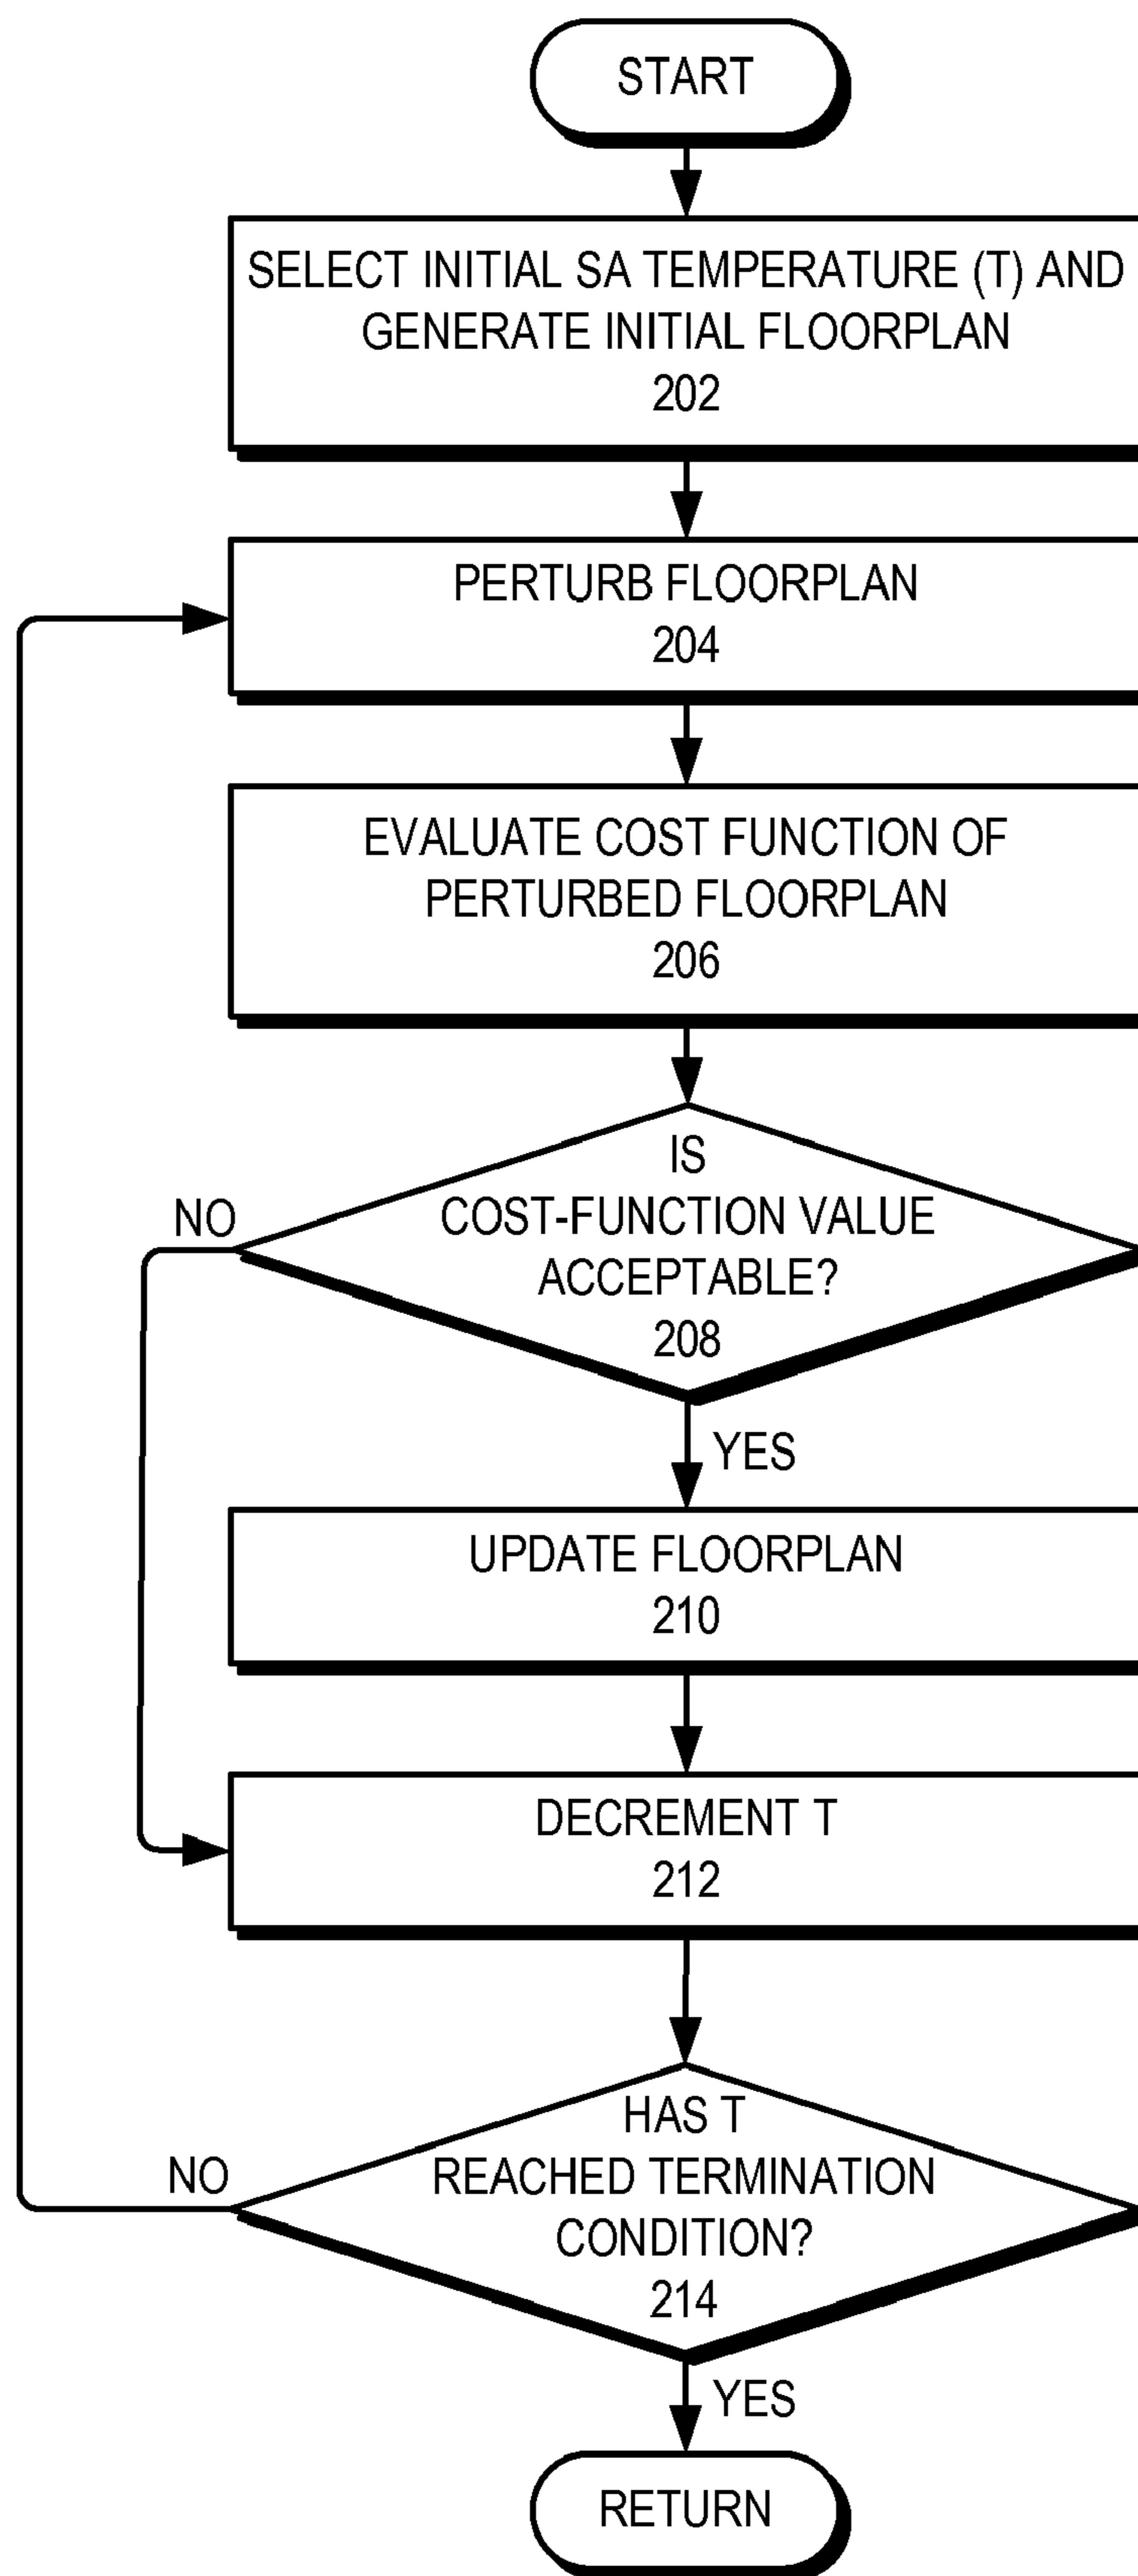 START
SELECT INITIAL SA TEMPERATURE (T) AND
GENERATE INITIAL FLOORPLAN
202
PERTURB FLOORPLAN
204
EVALUATE COST FUNCTION OF
PERTURBED FLOORPLAN
206
IS
COST-FUNCTION VALUE
ACCEPTABLE?
208
NO
YES
UPDATE FLOORPLAN
210
DECREMENT T
212
HAS T
REACHED TERMINATION
CONDITION?
214
NO
YES
RETURN